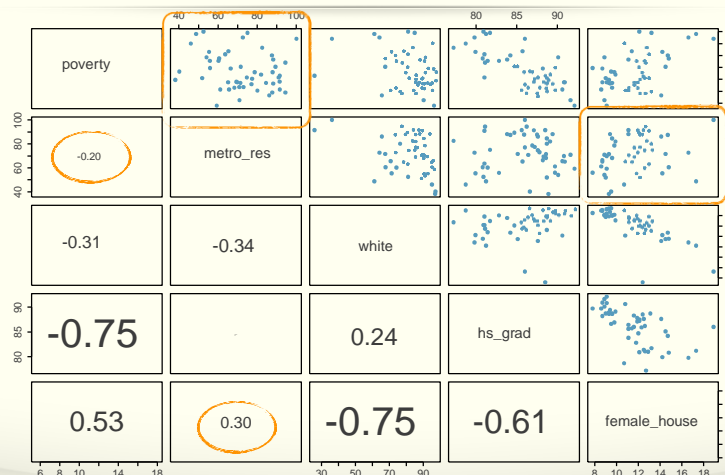 40 60 80 100 80 85 90
poverty
40 60 80 100 -0.20 metro_res
-0.31 -0.34 white
80 85 90 -0.75 0.24 hs_grad
0.53 0.30 -0.75 -0.61 female_house
6 8 10 14 18 30 50 70 90 8 10 12 14 16 18